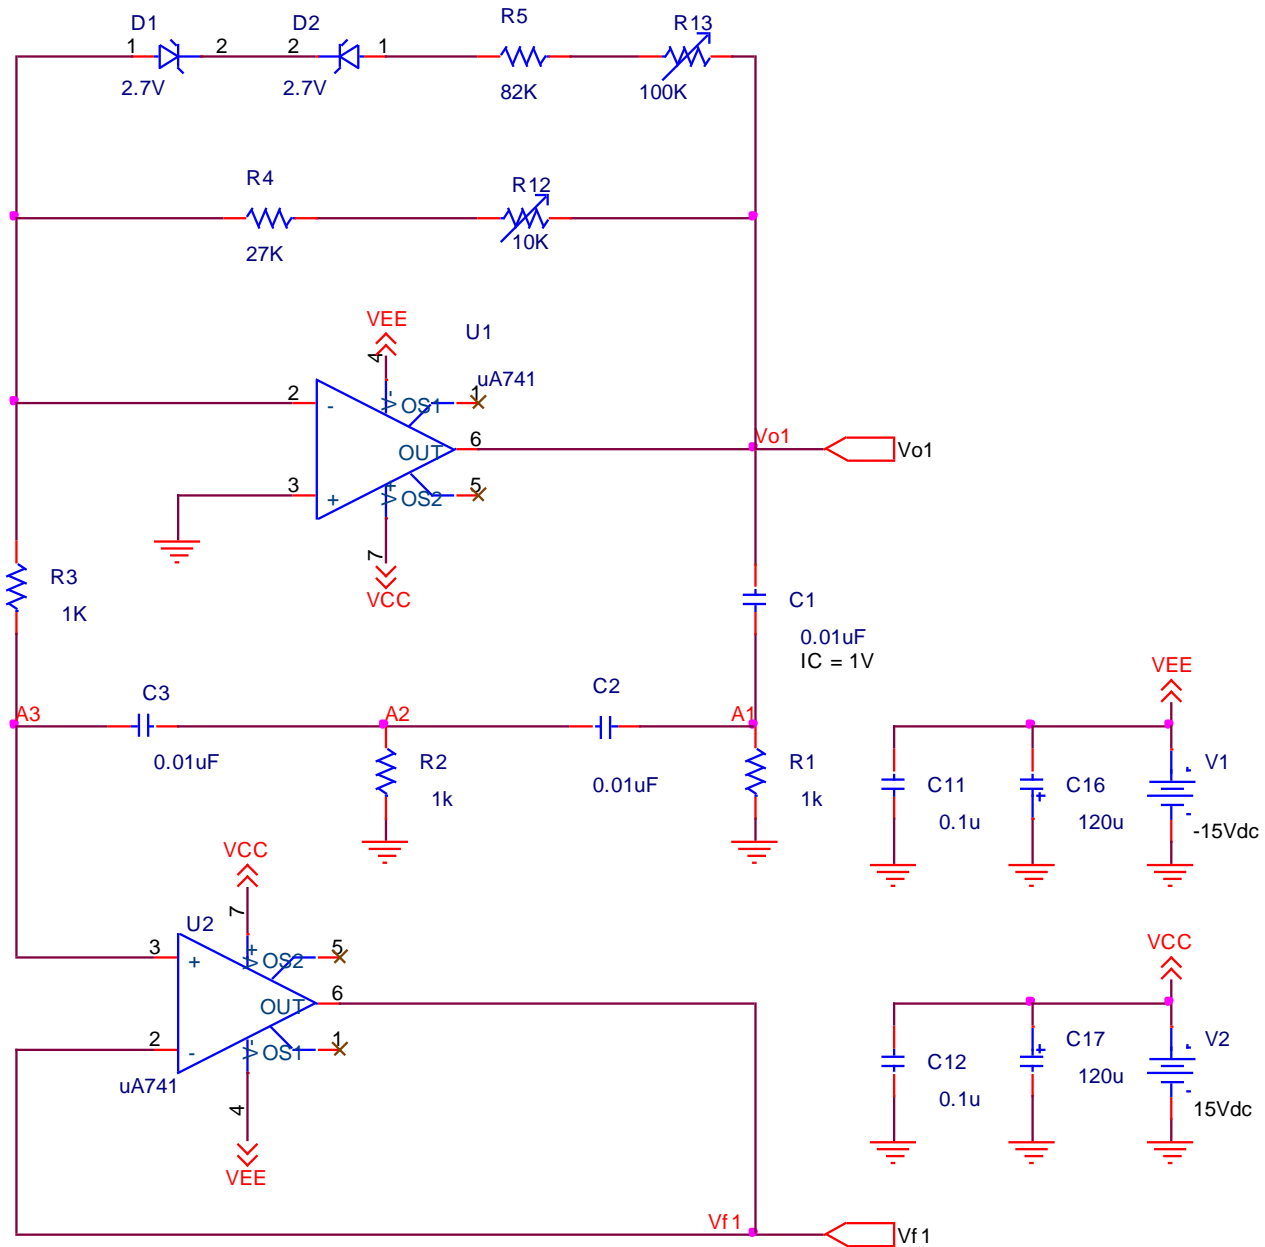 D1
D2
R5
R13
1
2
2
1
2.7V
2.7V
82K
100K
R4
R12
27K
10K
VEE
U1
4
uA741
1
2
-
V-
OS1
6
Vo1
OUT
Vo1
3
+
V+
OS2
5
7
VCC
R3
1K
C1
0.01uF
IC = 1V
VEE
C3
C2
A3
A2
A1
0.01uF
R2
0.01uF
R1
1k
1k
C11
C16
V1
0.1u
120u
-15Vdc
VCC
7
U2
3
+
V+
OS2
5
OUT
6
2
-
V-
OS1
1
uA741
4
VEE
VCC
C12
C17
V2
0.1u
120u
15Vdc
Vf1
Vf1